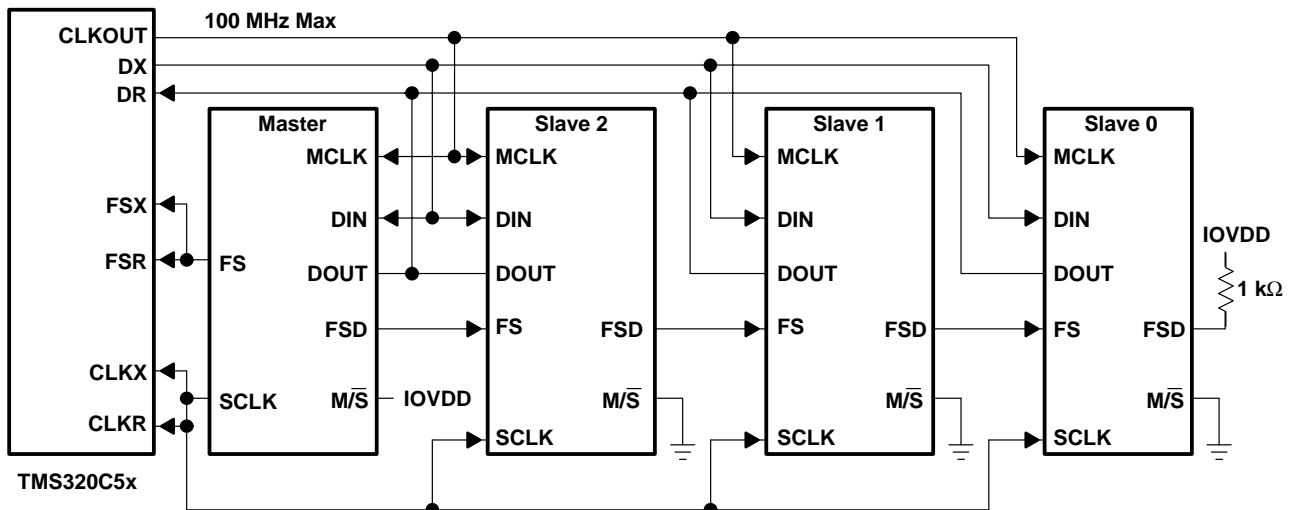 100 MHz Max
CLKOUT
DX
DR
FSX
FSR
CLKX
CLKR
TMS320C5x
Master
MCLK
DIN
DOUT
FS
FSD
SCLK
M/S̅
IOVDD
Slave 2
MCLK
DIN
DOUT
FS
FSD
M/S̅
SCLK
Slave 1
MCLK
DIN
DOUT
FS
FSD
M/S̅
SCLK
Slave 0
MCLK
DIN
DOUT
FS
FSD
M/S̅
SCLK
IOVDD
1 kΩ